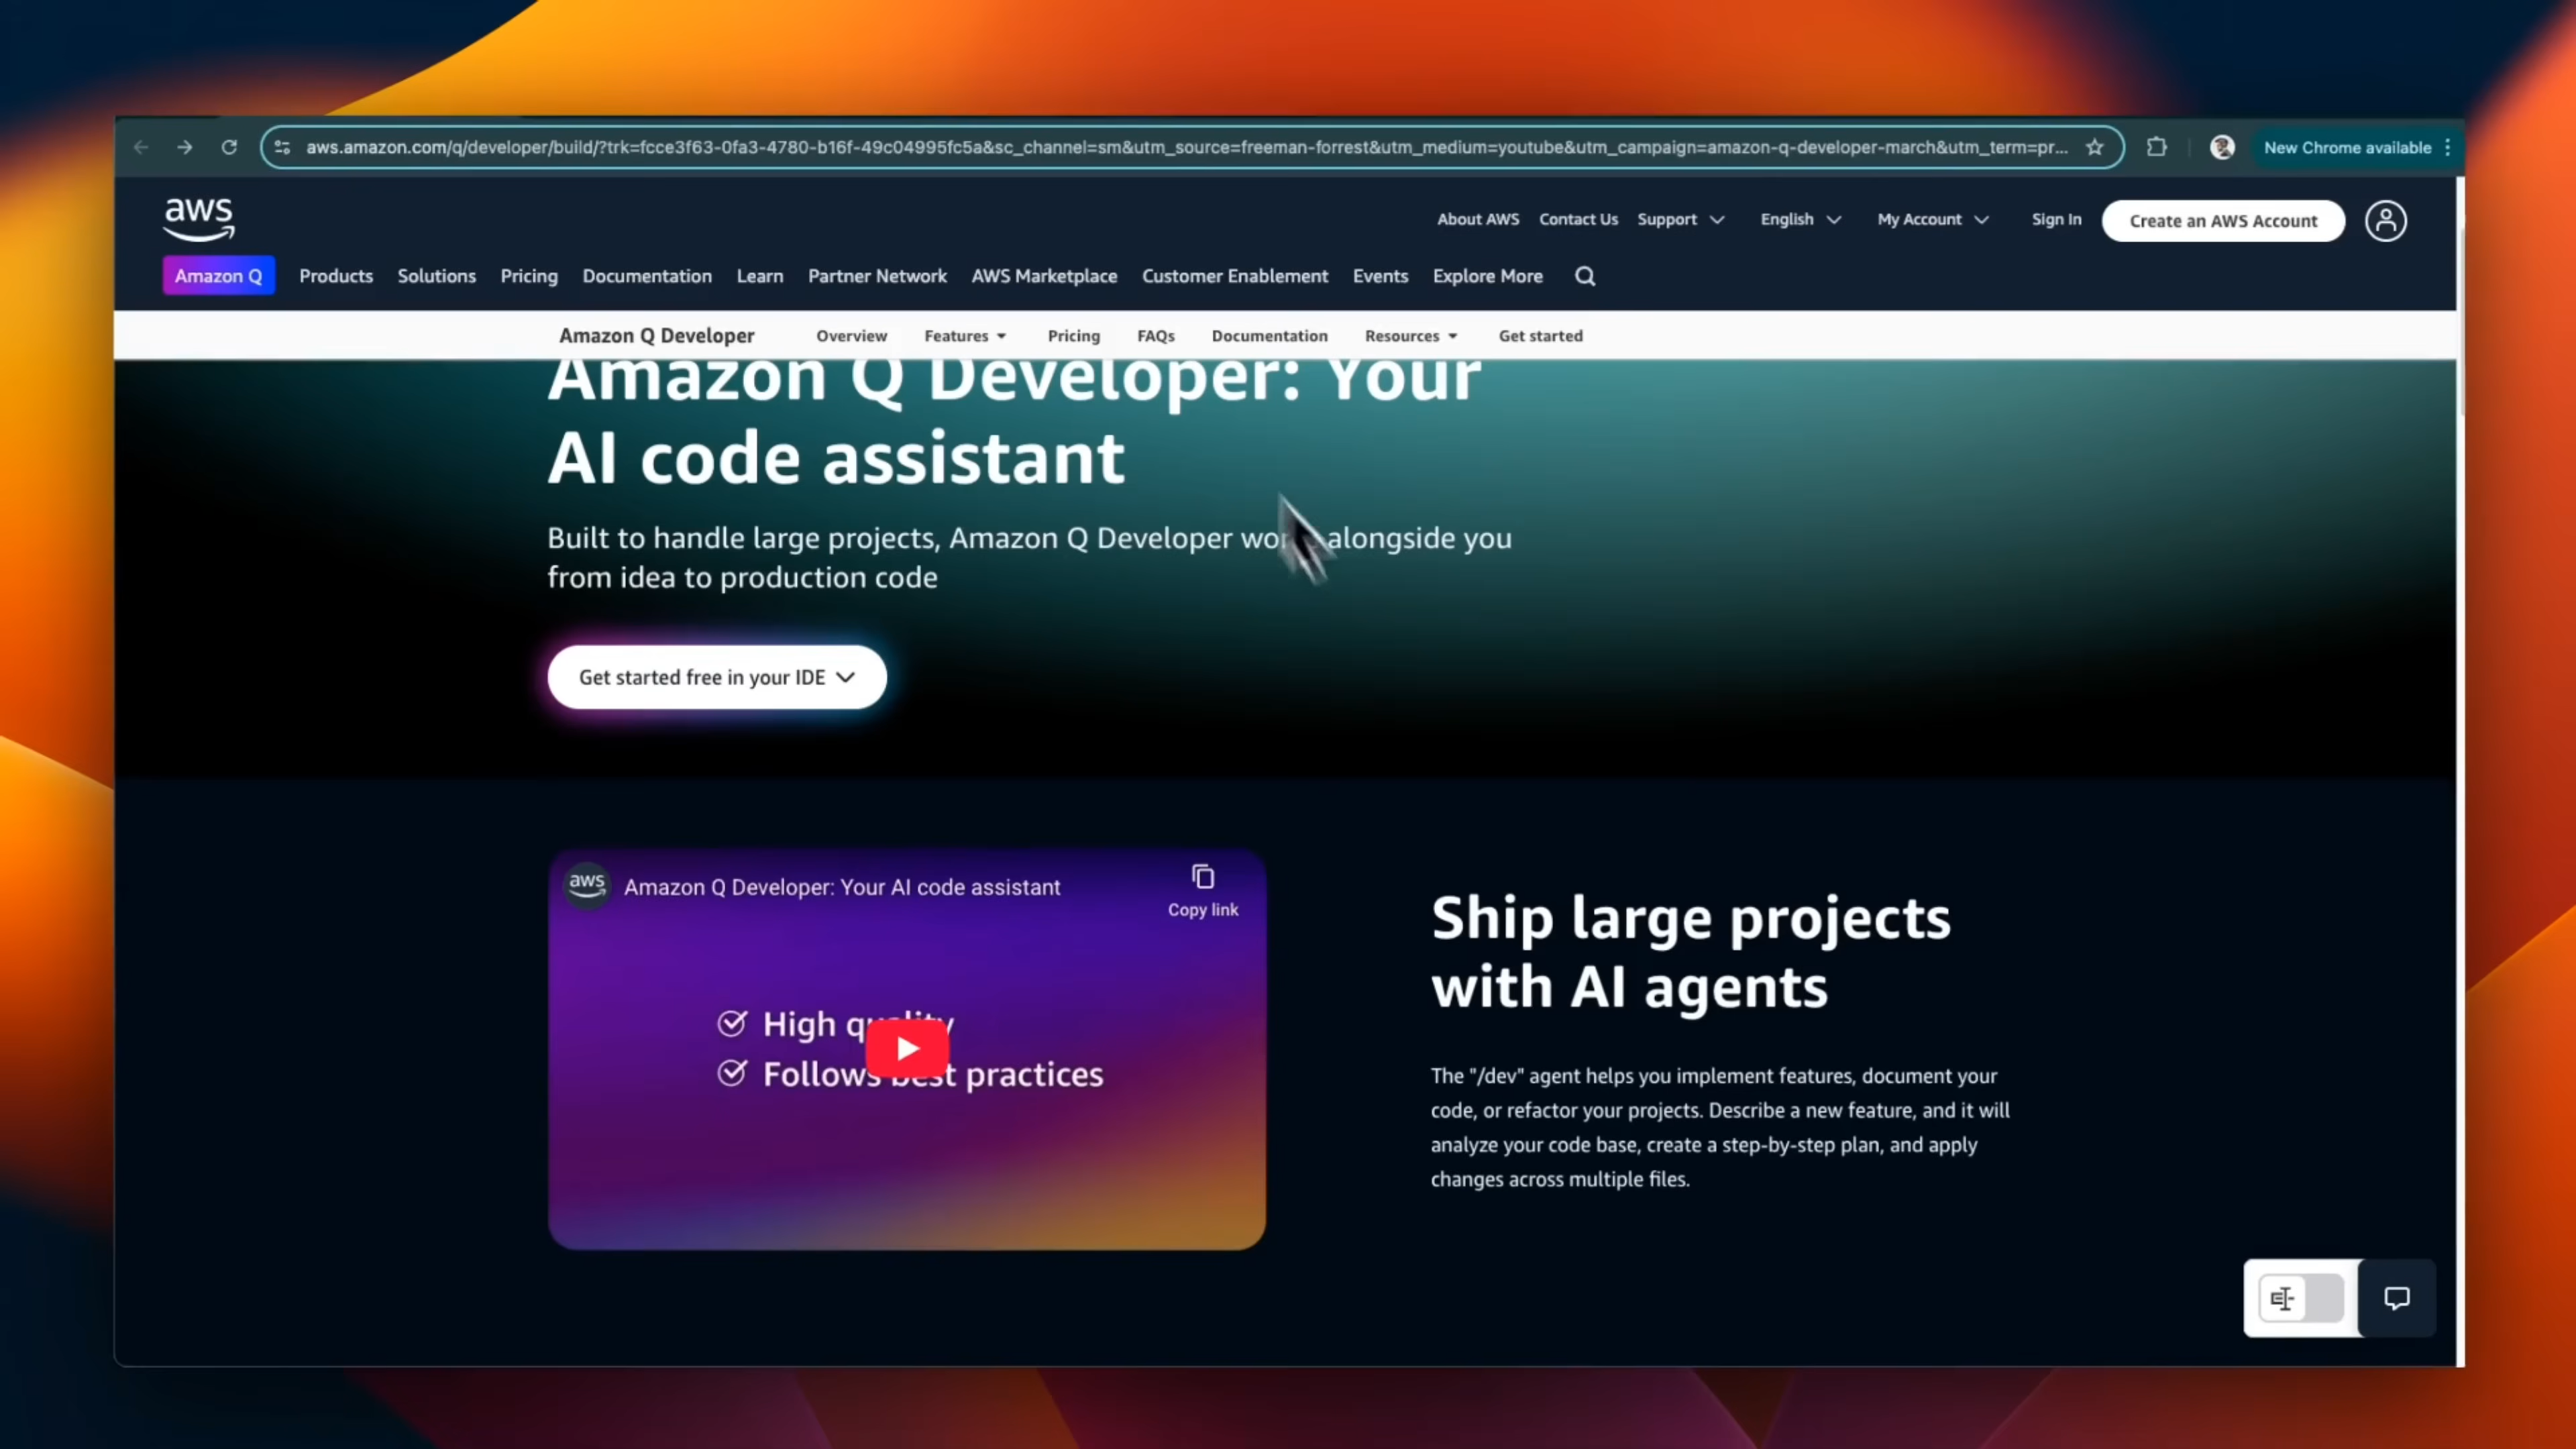 aws.amazon.com/q/developer/build/?trk=fcce3f63-0fa3-4780-b16f-49c04995fc5a&sc_channel=sm&utm_source=freeman-forrest&utm_medium=youtube&utm_campaign=amazon-q-developer-march&utm_term=pr...
New Chrome available
aws
About AWS Contact Us Support English My Account Sign In Create an AWS Account
Amazon Q Products Solutions Pricing Documentation Learn Partner Network AWS Marketplace Customer Enablement Events Explore More
Amazon Q Developer Overview Features Pricing FAQs Documentation Resources Get started
Amazon Q Developer: Your
AI code assistant
Built to handle large projects, Amazon Q Developer alongside you
from idea to production code
Get started free in your IDE
aws Amazon Q Developer: Your AI code assistant
Copy link
High quality
Follows best practices
Ship large projects
with AI agents
The "/dev" agent helps you implement features, document your
code, or refactor your projects. Describe a new feature, and it will
analyze your code base, create a step-by-step plan, and apply
changes across multiple files.